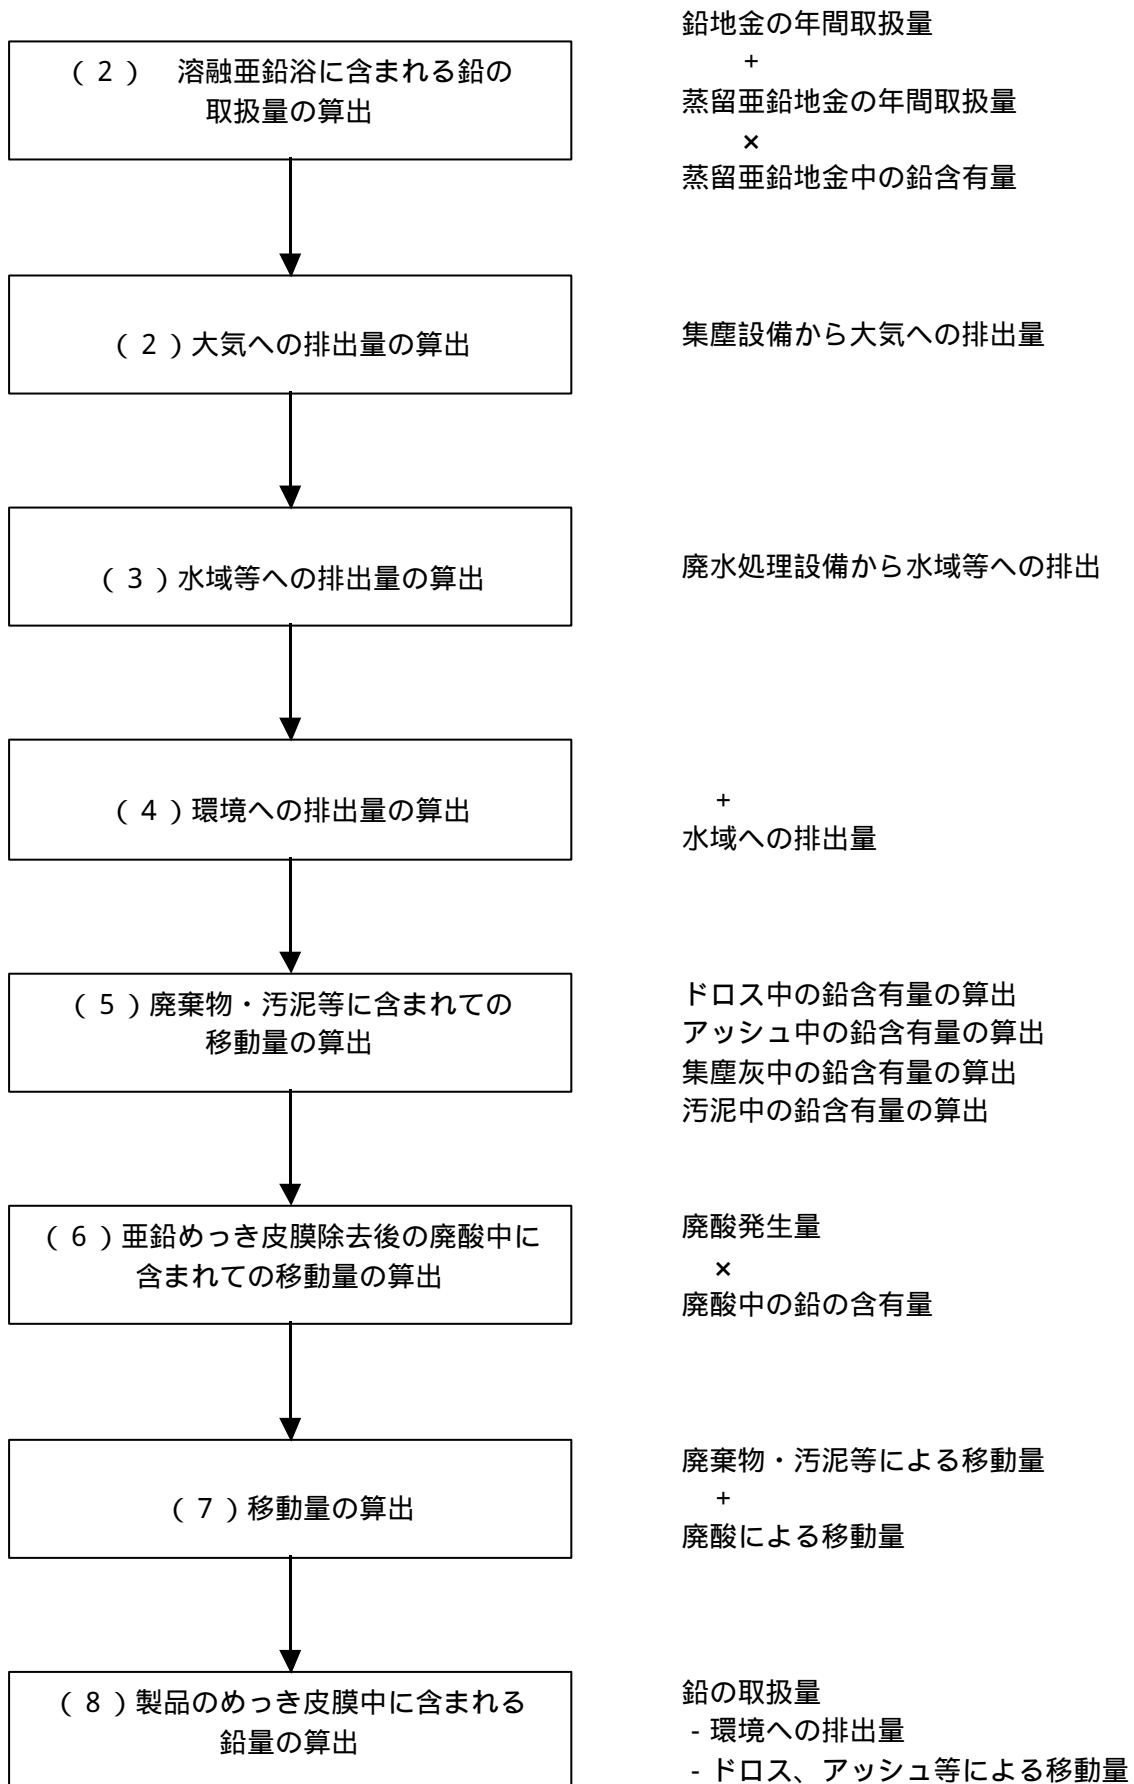 鉛地金の年間取扱量
+
蒸留亜鉛地金の年間取扱量
×
蒸留亜鉛地金中の鉛含有量
(2) 溶融亜鉛浴に含まれる鉛の
取扱量の算出
(2)大気への排出量の算出
集塵設備から大気への排出量
(3)水域等への排出量の算出
廃水処理設備から水域等への排出
(4)環境への排出量の算出
+
水域への排出量
(5)廃棄物・汚泥等に含まれての
移動量の算出
ドロス中の鉛含有量の算出
アッシュ中の鉛含有量の算出
集塵灰中の鉛含有量の算出
汚泥中の鉛含有量の算出
(6)亜鉛めっき皮膜除去後の廃酸中に
含まれての移動量の算出
廃酸発生量
×
廃酸中の鉛の含有量
(7)移動量の算出
廃棄物・汚泥等による移動量
+
廃酸による移動量
(8)製品のめっき皮膜中に含まれる
鉛量の算出
鉛の取扱量
- 環境への排出量
- ドロス、アッシュ等による移動量